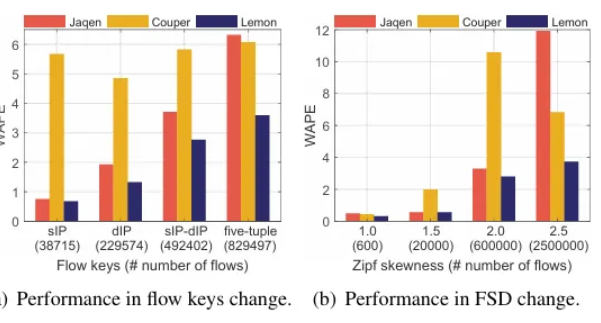 Jaqen Couper Lemon
WAPE
6
5
4
3
2
1
0
sIP dIP sIP-dIP five-tuple
(38715) (229574) (492402) (829497)
Flow keys (# number of flows)
) Performance in flow keys change.
Jaqen Couper Lemon
WAPE
12
10
8
6
4
2
0
1.0 1.5 2.0 2.5
(600) (20000) (600000) (2500000)
Zipf skewness (# number of flows)
(b) Performance in FSD change.